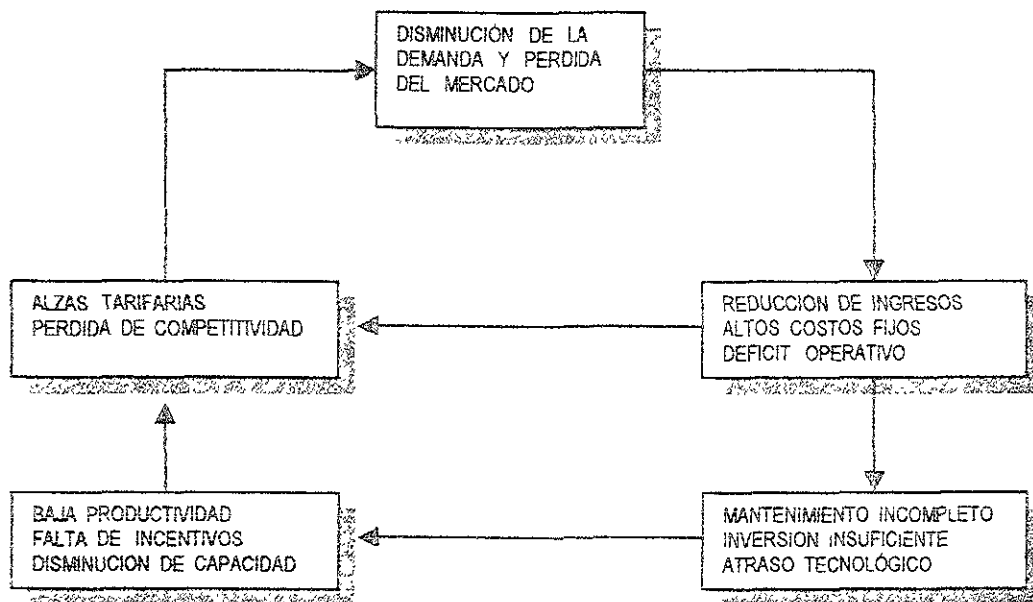 DISMINUCIÓN DE LA
DEMANDA Y PERDIDA
DEL MERCADO
ALZAS TARIFARIAS
PERDIDA DE COMPETITIVIDAD
REDUCCION DE INGRESOS
ALTOS COSTOS FIJOS
DEFICIT OPERATIVO
BAJA PRODUCTIVIDAD
FALTA DE INCENTIVOS
DISMINUCION DE CAPACIDAD
MANTENIMIENTO INCOMPLETO
INVERSION INSUFICIENTE
ATRASO TECNOLÓGICO